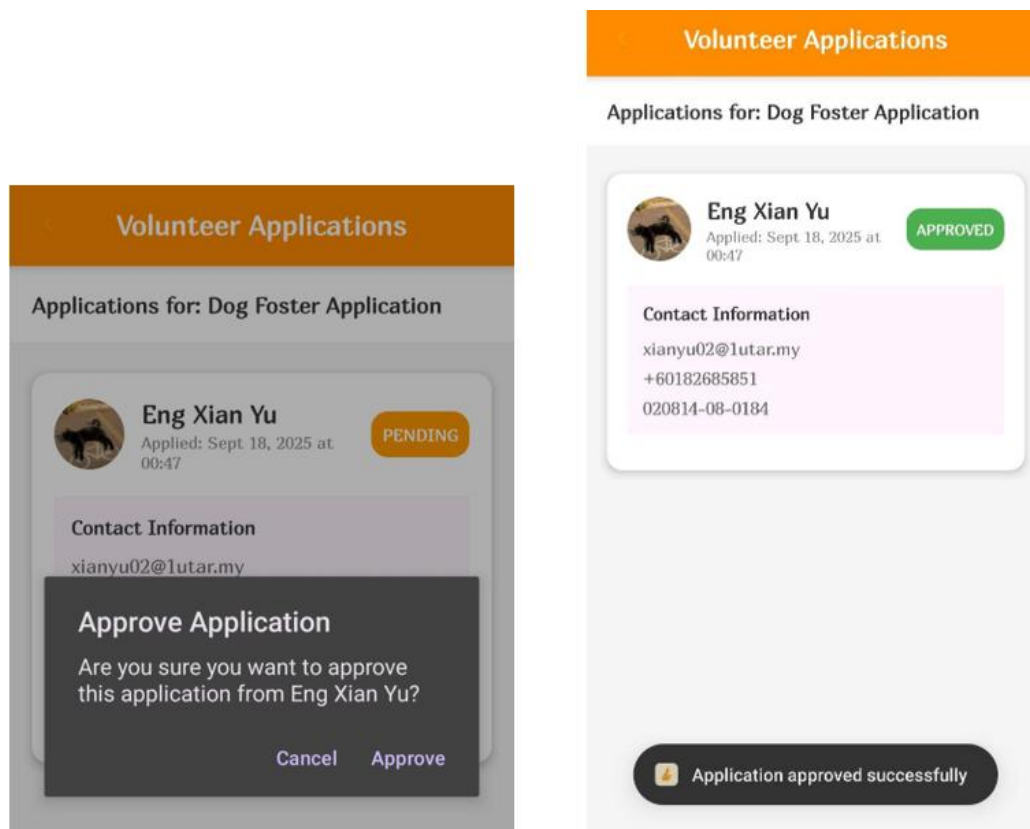 Volunteer Applications
Applications for: Dog Foster Application
Eng Xian Yu
Applied: Sept 18, 2025 at
00:47
PENDING
Contact Information
xianyu02@1utar.my
Approve Application
Are you sure you want to approve
this application from Eng Xian Yu?
Cancel Approve
Volunteer Applications
Applications for: Dog Foster Application
Eng Xian Yu
Applied: Sept 18, 2025 at
00:47
APPROVED
Contact Information
xianyu02@1utar.my
+60182685851
020814-08-0184
Application approved successfully